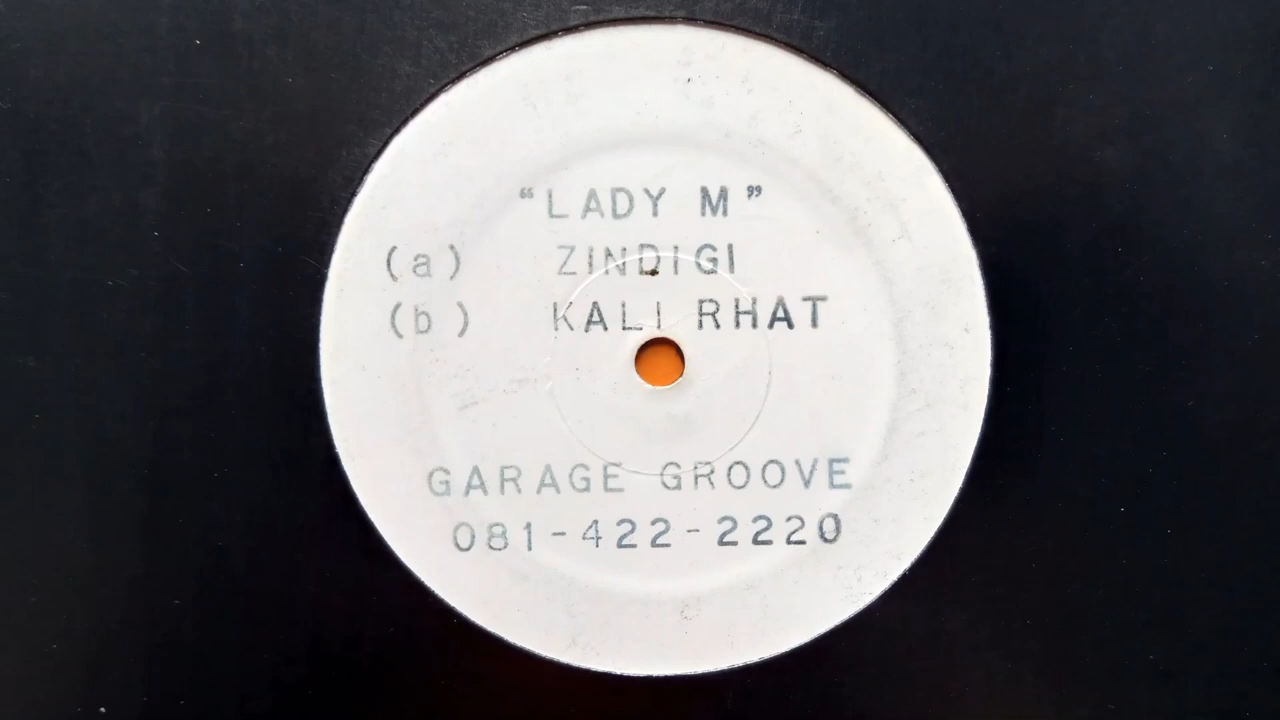 “LADY M”
(a) ZINDIGI
(b) KALI RHAT
GARAGE GROOVE
081-422-2220